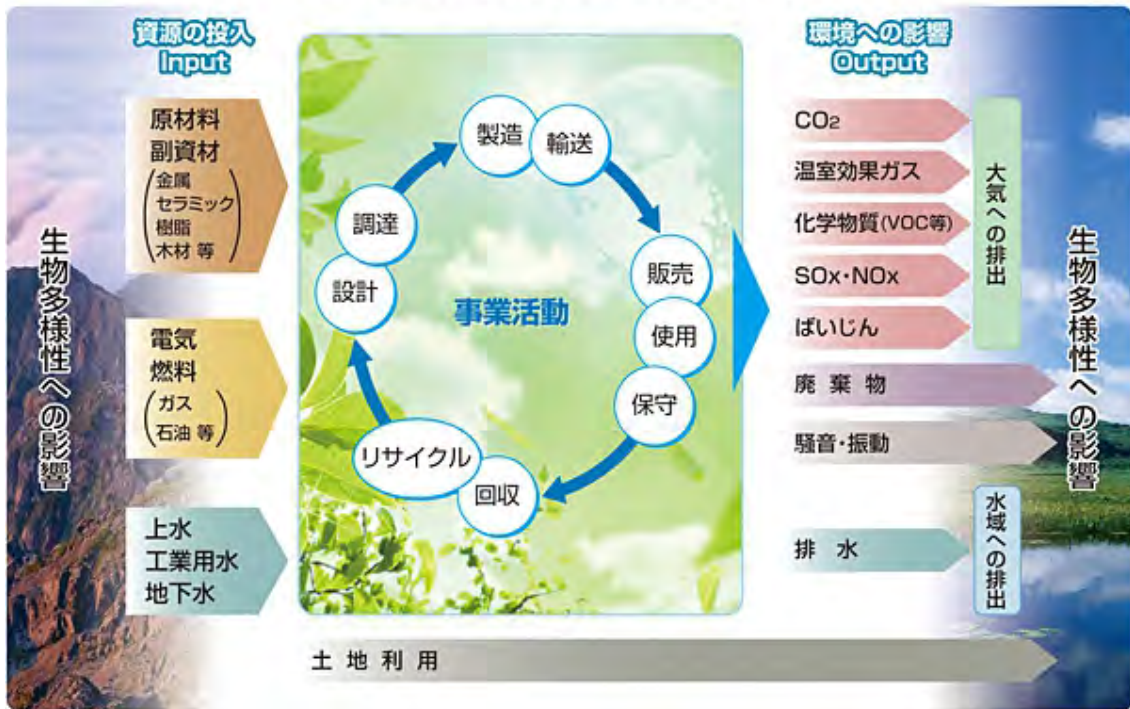 資源の投入
Input
生物多様性への影響
原材料
副資材
(金属
セラミック
樹脂
木材 等)
電気
燃料
(ガス
石油 等)
上水
工業用水
地下水
事業活動
設計
調達
製造
輸送
販売
使用
保守
回収
リサイクル
環境への影響
Output
CO2
温室効果ガス
化学物質(VOC等)
SOx・NOx
ばいじん
大気への排出
廃棄物
騒音・振動
排水
水域への排出
土地利用
生物多様性への影響